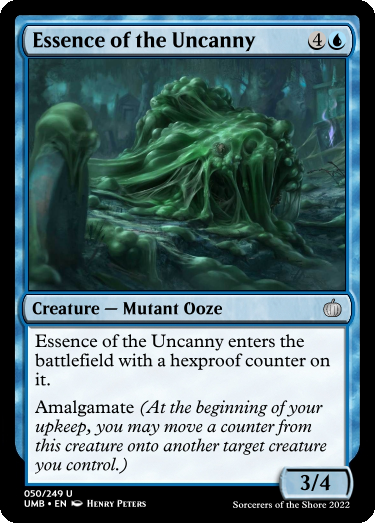 Essence of the Uncanny 4
Creature — Mutant Ooze
Essence of the Uncanny enters the
battlefield with a hexproof counter on
it.
Amalgamate (At the beginning of your
upkeep, you may move a counter from
this creature onto another target creature
you control.)
3/4
050/249 U
UMB • EN Henry Peters
Sorcerers of the Shore 2022